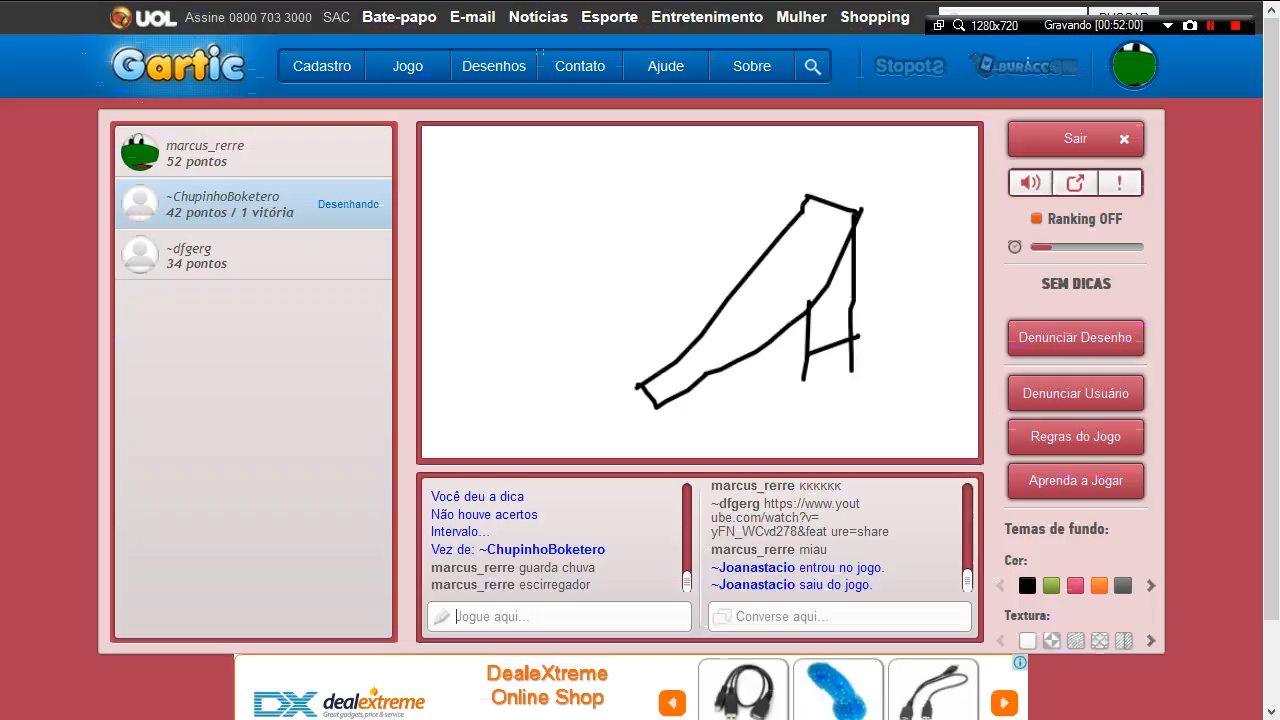 UOL Assine 0800 703 3000 SAC Bate-papo E-mail Notícias Esporte Entretenimento Mulher Shopping
1280x720 Gravando [00:52:00]
Gartic Cadastro Jogo Desenhos Contato Ajude Sobre Stopots
marcus_rerre
52 pontos
~ChupinhoBoketero
42 pontos / 1 vitória
Desenhando
~dfgerg
34 pontos
Sair
!
Ranking OFF
SEM DICAS
Denunciar Desenho
Denunciar Usuário
Regras do Jogo
Aprenda a Jogar
Temas de fundo:
Cor:
Textura:
Você deu a dica
Não houve acertos
Intervalo...
Vez de: ~ChupinhoBoketero
marcus_rerre guarda chuva
marcus_rerre escirregador
Jogue aqui...
marcus_rerre kkkkkk
~dfgerg https://www.yout
ube.com/watch?v=
yFN_WCvd278&feat ure=share
marcus_rerre miau
~Joanastacio entrou no jogo.
~Joanastacio saiu do jogo.
Converse aqui...
DX dealextreme
Great gadgets, price & service
DealeXtreme
Online Shop